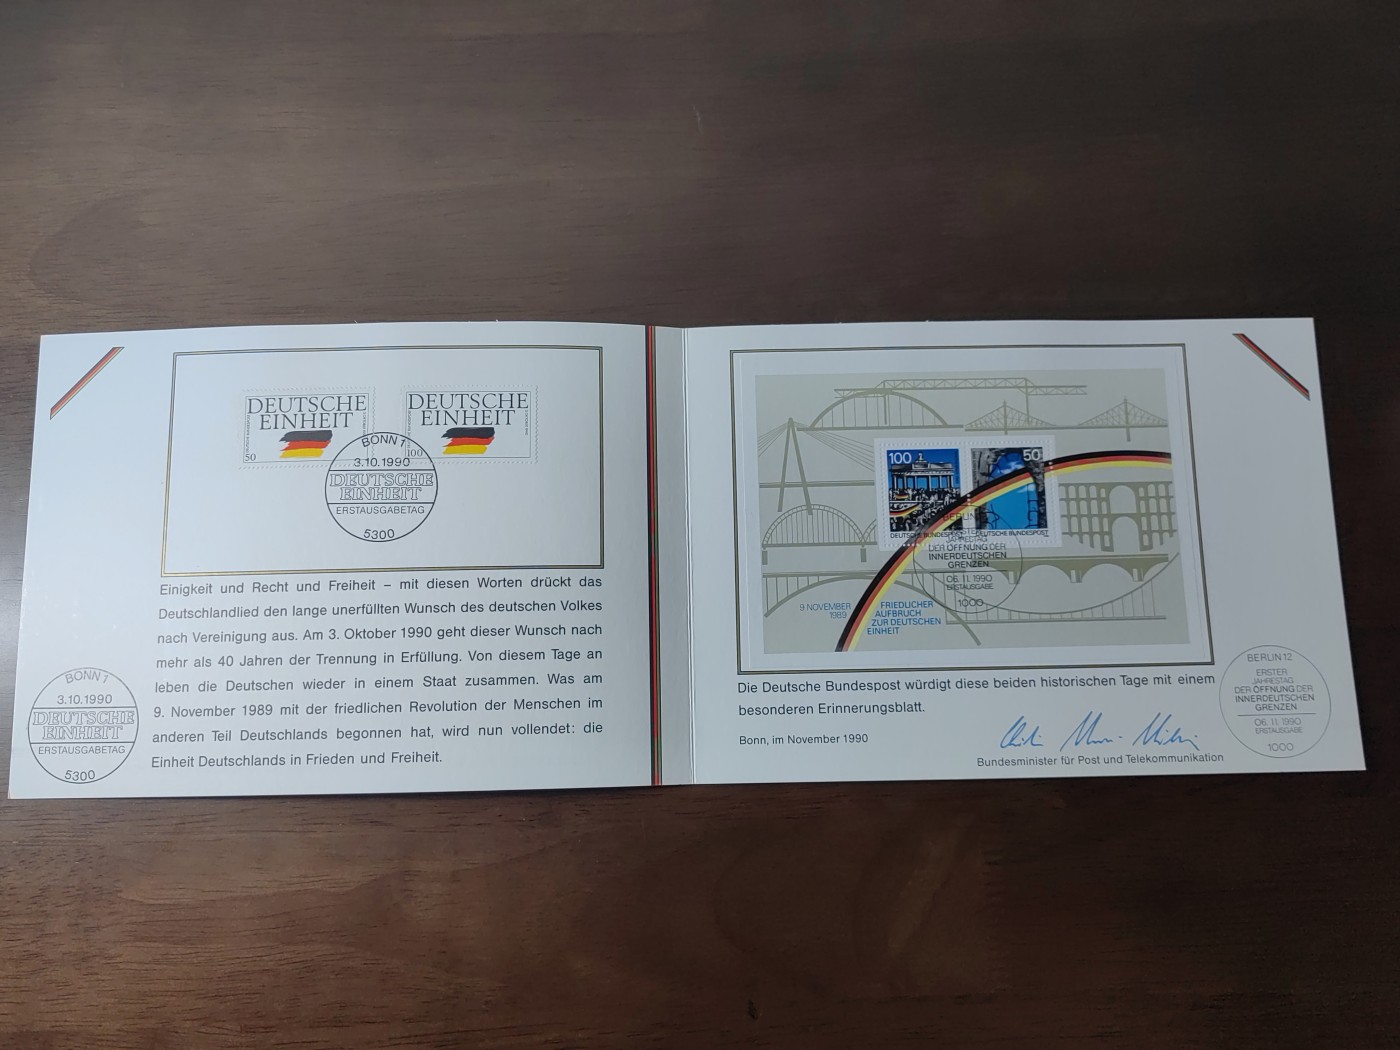 DEUTSCHE
EINHEIT
50
DEUTSCHE
EINHEIT
100
BONN 1
3.10.1990
DEUTSCHE
EINHEIT
ERSTAUSGABETAG
5300
Einigkeit und Recht und Freiheit – mit diesen Worten drückt das
Deutschlandlied den lange unerfüllten Wunsch des deutschen Volkes
nach Vereinigung aus. Am 3. Oktober 1990 geht dieser Wunsch nach
mehr als 40 Jahren der Trennung in Erfüllung. Von diesem Tage an
leben die Deutschen wieder in einem Staat zusammen. Was am
9. November 1989 mit der friedlichen Revolution der Menschen im
anderen Teil Deutschlands begonnen hat, wird nun vollendet: die
Einheit Deutschlands in Frieden und Freiheit.
BONN 1
3.10.1990
DEUTSCHE
EINHEIT
ERSTAUSGABETAG
5300
100
DEUTSCHE BUNDESPOST
50
DEUTSCHE BUNDESPOST
BERLIN
JAHRESTAG
DER ÖFFNUNG DER
INNERDEUTSCHEN
GRENZEN
06.11.1990
ERSTAUSGABE
1000
9 NOVEMBER
1989
FRIEDLICHER
AUFBRUCH
ZUR DEUTSCHEN
EINHEIT
Die Deutsche Bundespost würdigt diese beiden historischen Tage mit einem
besonderen Erinnerungsblatt.
Bonn, im November 1990
Bundesminister für Post und Telekommunikation
BERLIN 12
ERSTER
JAHRESTAG
DER ÖFFNUNG DER
INNERDEUTSCHEN
GRENZEN
06.11.1990
ERSTAUSGABE
1000